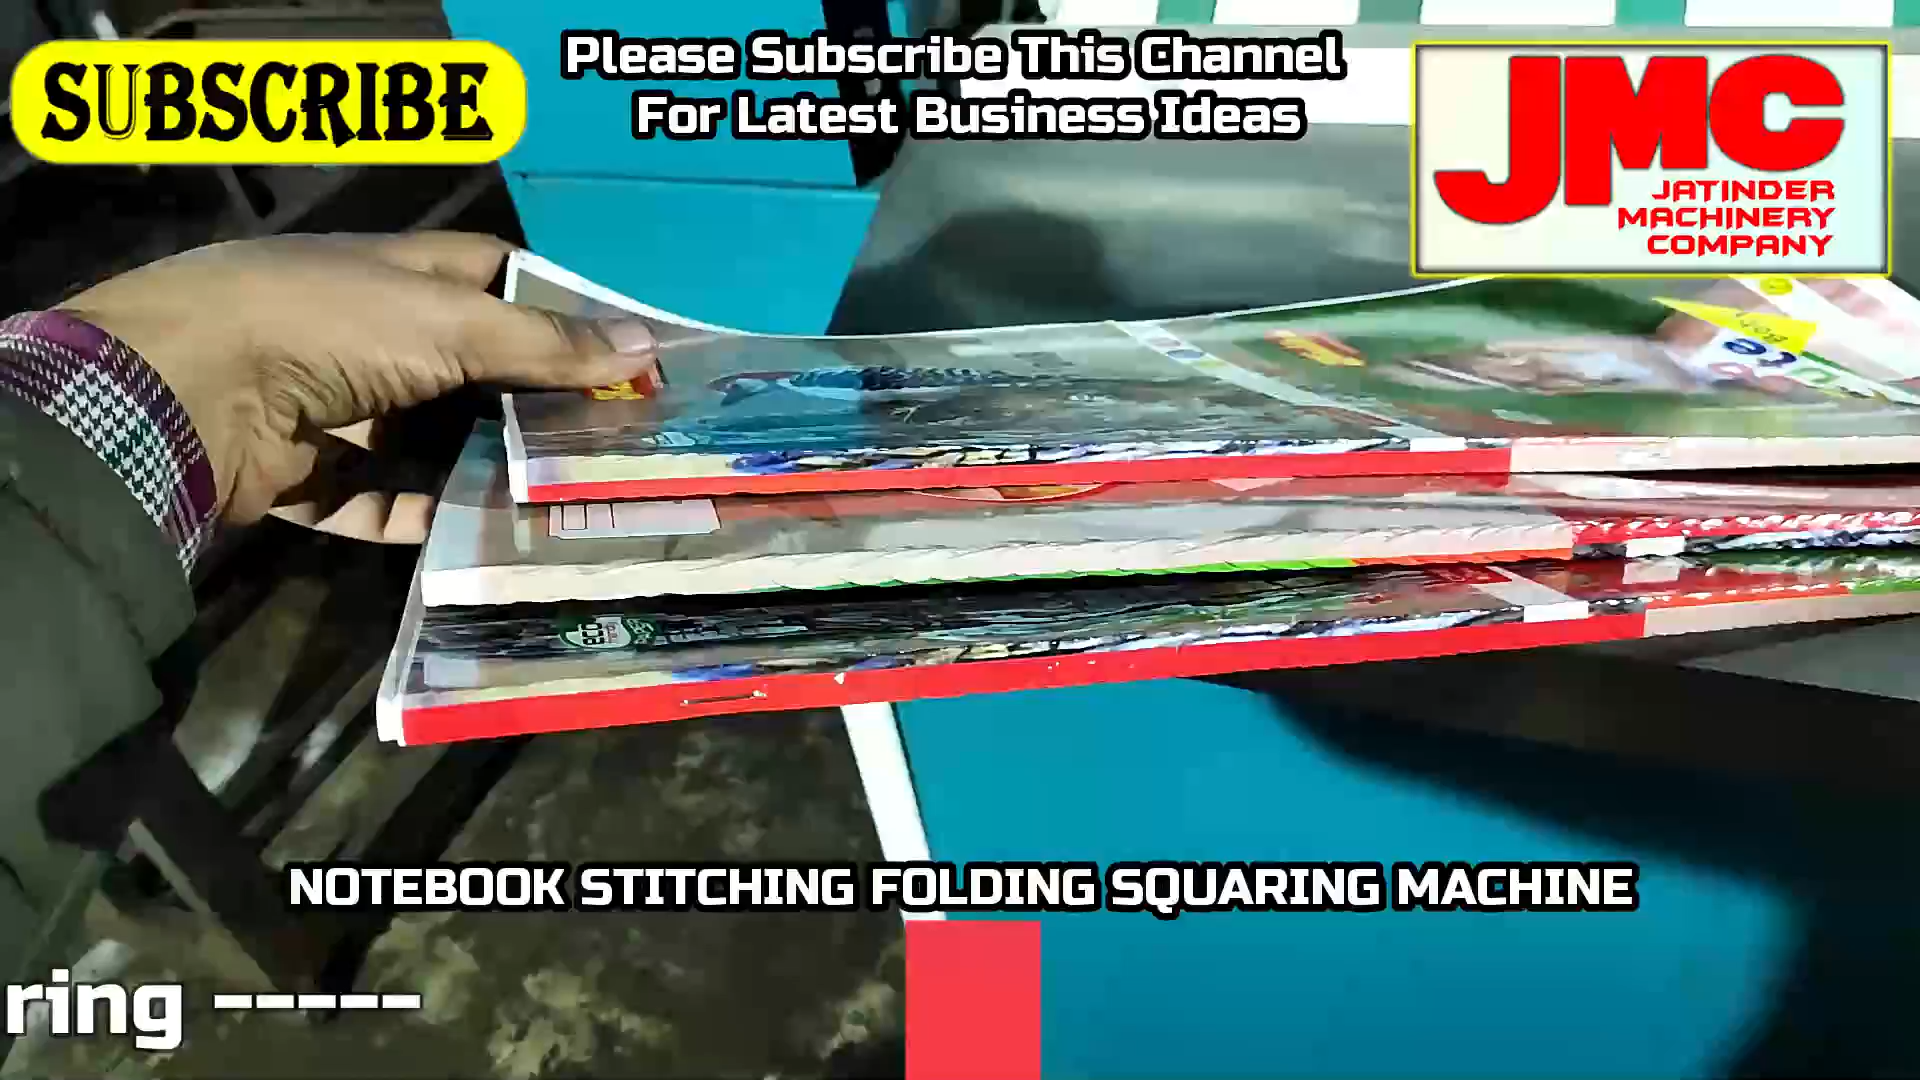 SUBSCRIBE
Please Subscribe This Channel
For Latest Business Ideas
JMC
JATINDER
MACHINERY
COMPANY
ECO
NOTEBOOK STITCHING FOLDING SQUARING MACHINE
ring -----